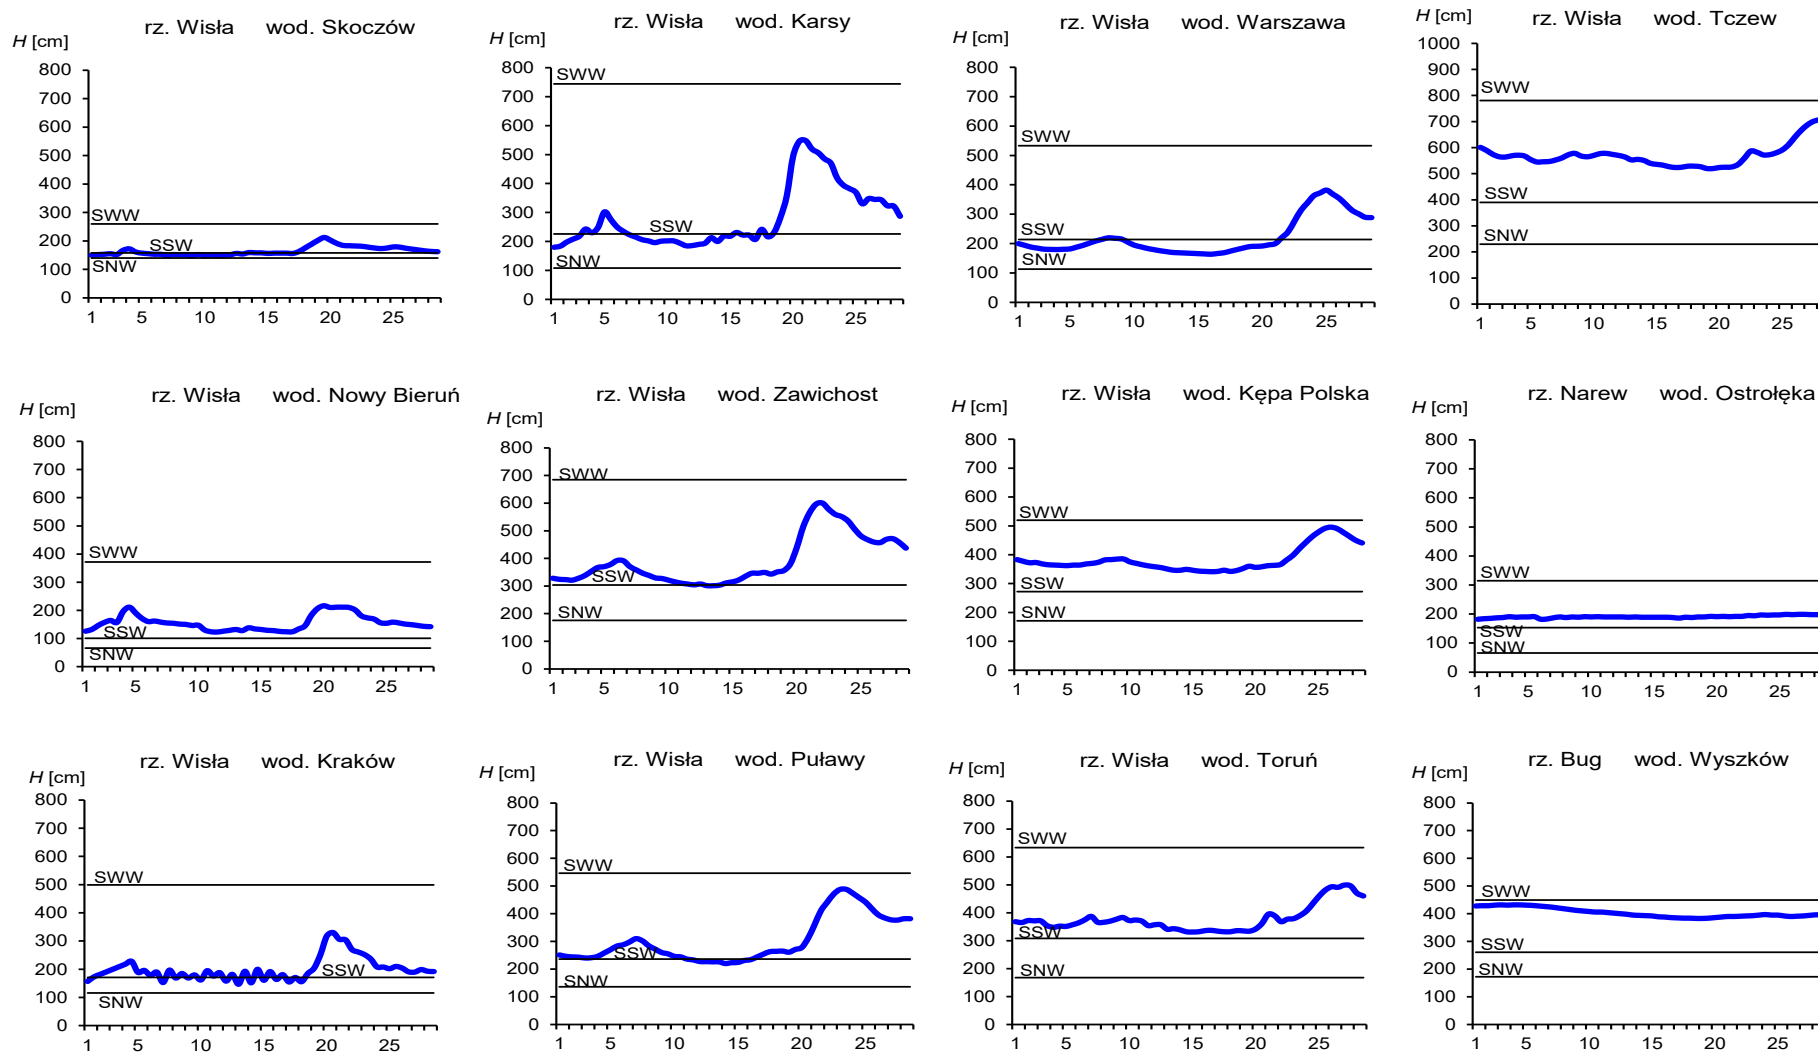 rz. Wisła wod. Skoczów
H [cm]
800
700
600
500
400
300
200
100
0
SWW
SSW
SNW
1 5 10 15 20 25
rz. Wisła wod. Karsy
H [cm]
800
700
600
500
400
300
200
100
0
SWW
SSW
SNW
1 5 10 15 20 25
rz. Wisła wod. Warszawa
H [cm]
800
700
600
500
400
300
200
100
0
SWW
SSW
SNW
1 5 10 15 20 25
rz. Wisła wod. Tczew
H [cm]
1000
900
800
700
600
500
400
300
200
100
0
SWW
SSW
SNW
1 5 10 15 20 25
rz. Wisła wod. Nowy Bieruń
H [cm]
800
700
600
500
400
300
200
100
0
SWW
SSW
SNW
1 5 10 15 20 25
rz. Wisła wod. Zawichost
H [cm]
800
700
600
500
400
300
200
100
0
SWW
SSW
SNW
1 5 10 15 20 25
rz. Wisła wod. Kępa Polska
H [cm]
800
700
600
500
400
300
200
100
0
SWW
SSW
SNW
1 5 10 15 20 25
rz. Narew wod. Ostrołęka
H [cm]
800
700
600
500
400
300
200
100
0
SWW
SSW
SNW
1 5 10 15 20 25
rz. Wisła wod. Kraków
H [cm]
800
700
600
500
400
300
200
100
0
SWW
SSW
SNW
1 5 10 15 20 25
rz. Wisła wod. Puławy
H [cm]
800
700
600
500
400
300
200
100
0
SWW
SSW
SNW
1 5 10 15 20 25
rz. Wisła wod. Toruń
H [cm]
800
700
600
500
400
300
200
100
0
SWW
SSW
SNW
1 5 10 15 20 25
rz. Bug wod. Wyszków
H [cm]
800
700
600
500
400
300
200
100
0
SWW
SSW
SNW
1 5 10 15 20 25